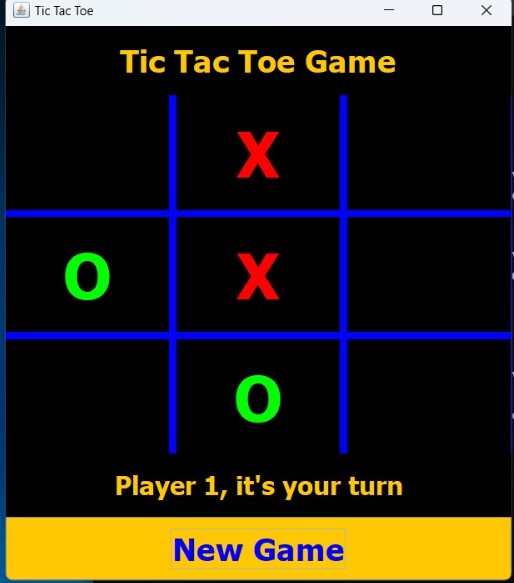 Tic Tac Toe
Tic Tac Toe Game
X
O X
O
Player 1, it's your turn
New Game